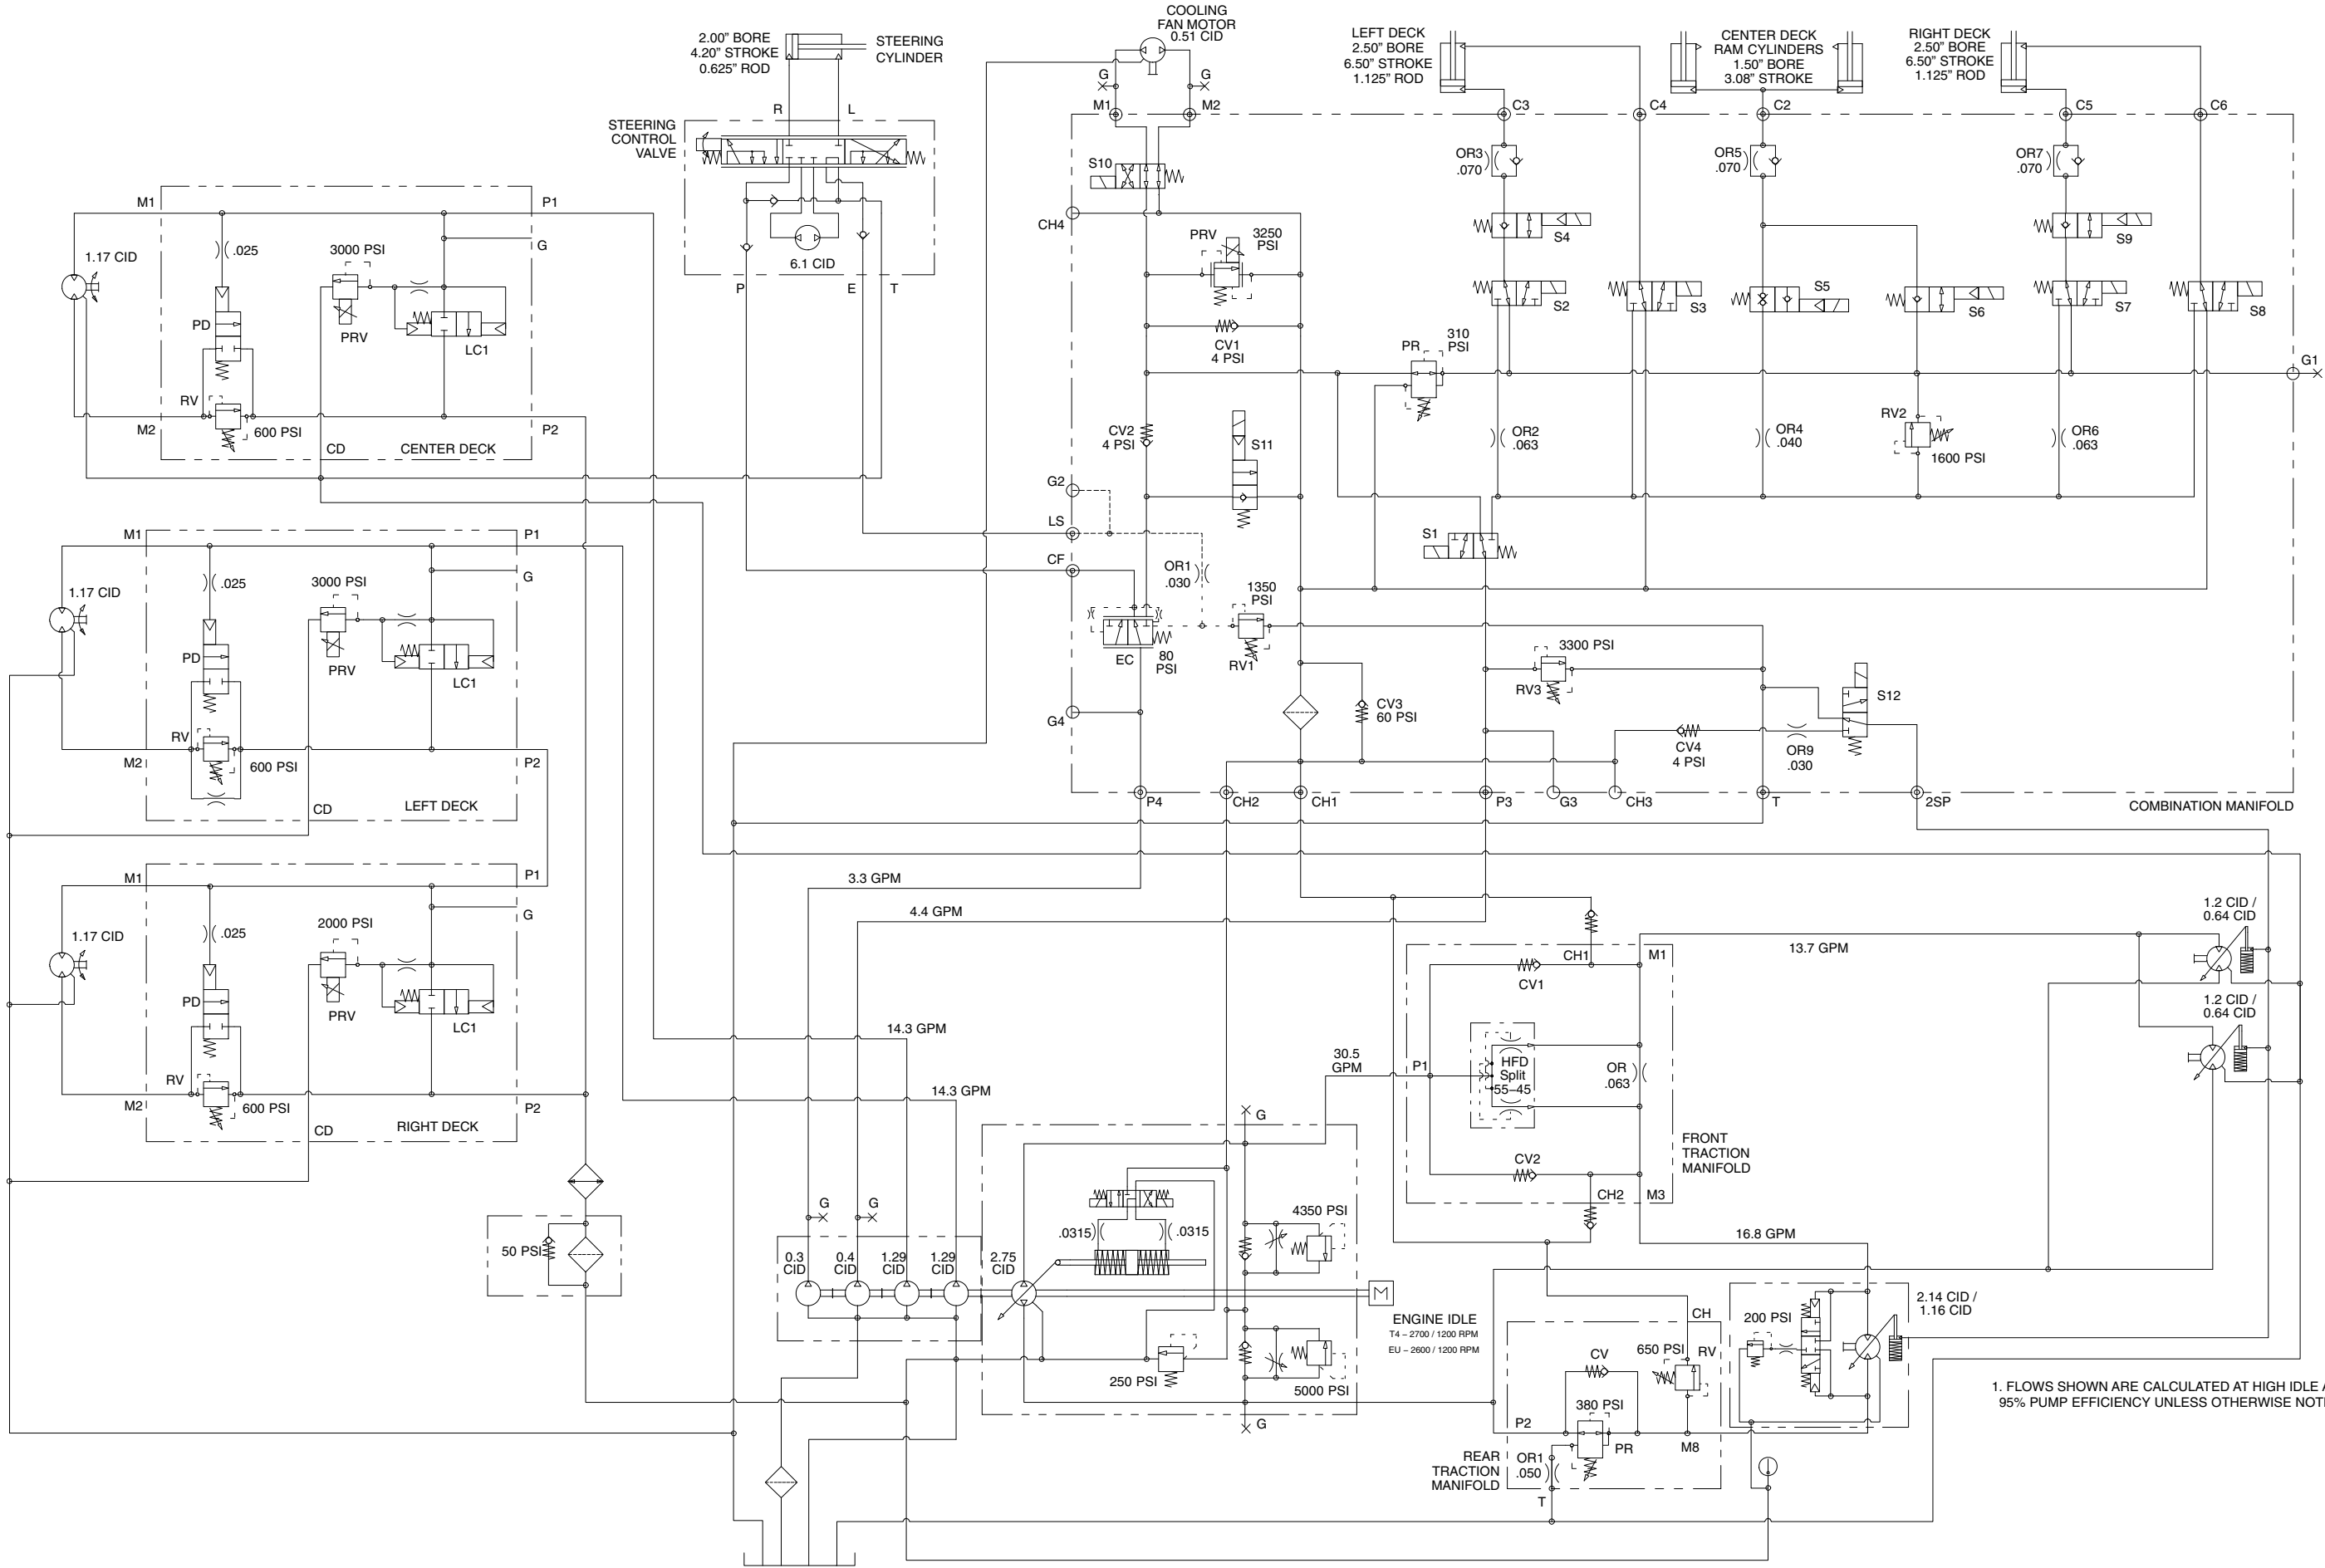 COOLING
FAN MOTOR
0.51 CID
2.00” BORE
4.20” STROKE
0.625” ROD
STEERING
CYLINDER
LEFT DECK
2.50” BORE
6.50” STROKE
1.125” ROD
CENTER DECK
RAM CYLINDERS
1.50” BORE
3.08” STROKE
RIGHT DECK
2.50” BORE
6.50” STROKE
1.125” ROD
G
G
M1
M2
C3
C4
C2
C5
C6
R
L
STEERING
CONTROL
VALVE
6.1 CID
P
E
T
S10
CH4
PRV
3250
PSI
CV1
4 PSI
OR3
.070
OR5
.070
OR7
.070
S4
S9
S2
S3
S5
S6
S7
S8
PR
310
PSI
G1
CV2
4 PSI
S11
OR2
.063
OR4
.040
RV2
1600 PSI
OR6
.063
G2
LS
CF
S1
OR1
.030
1350
PSI
EC
80
PSI
RV1
G4
CV3
60 PSI
3300 PSI
RV3
S12
CV4
4 PSI
OR9
.030
P4
CH2
CH1
P3
G3
CH3
T
2SP
COMBINATION MANIFOLD
M1
P1
G
.025
3000 PSI
1.17 CID
PD
PRV
LC1
RV
600 PSI
M2
P2
CD
CENTER DECK
M1
P1
G
.025
3000 PSI
1.17 CID
PD
PRV
LC1
RV
600 PSI
M2
P2
CD
LEFT DECK
M1
P1
G
.025
2000 PSI
1.17 CID
PD
PRV
LC1
RV
600 PSI
M2
P2
CD
RIGHT DECK
50 PSI
3.3 GPM
4.4 GPM
14.3 GPM
14.3 GPM
30.5
GPM
G
G
G
0.3
CID
0.4
CID
1.29
CID
1.29
CID
2.75
CID
.0315
.0315
4350 PSI
250 PSI
5000 PSI
G
M
ENGINE IDLE
T4 – 2700 / 1200 RPM
EU – 2600 / 1200 RPM
CH1
M1
CV1
P1
HFD
Split
55–45
OR
.063
CV2
CH2
M3
FRONT
TRACTION
MANIFOLD
13.7 GPM
1.2 CID /
0.64 CID
1.2 CID /
0.64 CID
16.8 GPM
CH
650 PSI
RV
CV
380 PSI
P2
PR
M8
OR1
.050
T
REAR
TRACTION
MANIFOLD
200 PSI
2.14 CID /
1.16 CID
1. FLOWS SHOWN ARE CALCULATED AT HIGH IDLE
95% PUMP EFFICIENCY UNLESS OTHERWISE